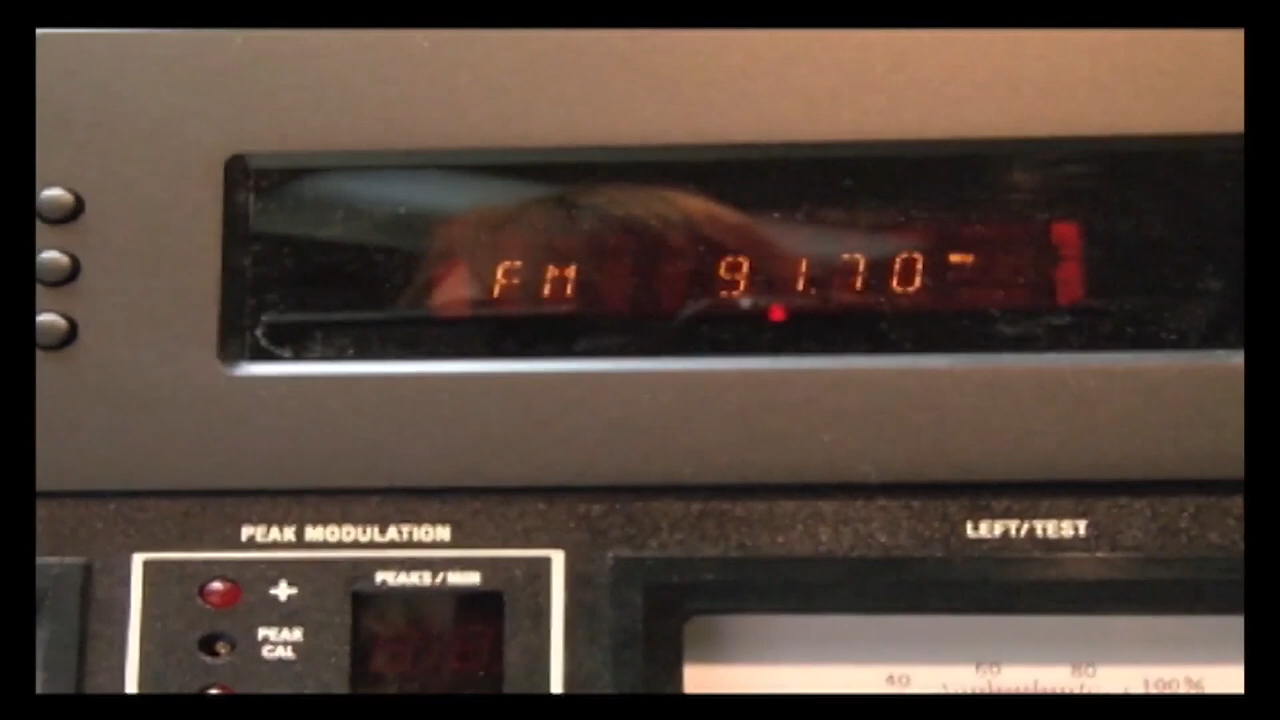 FM 91.70
PEAK MODULATION
LEFT/TEST
+
PEAKS/MIN
PEAK
CAL
40 60 80 100%